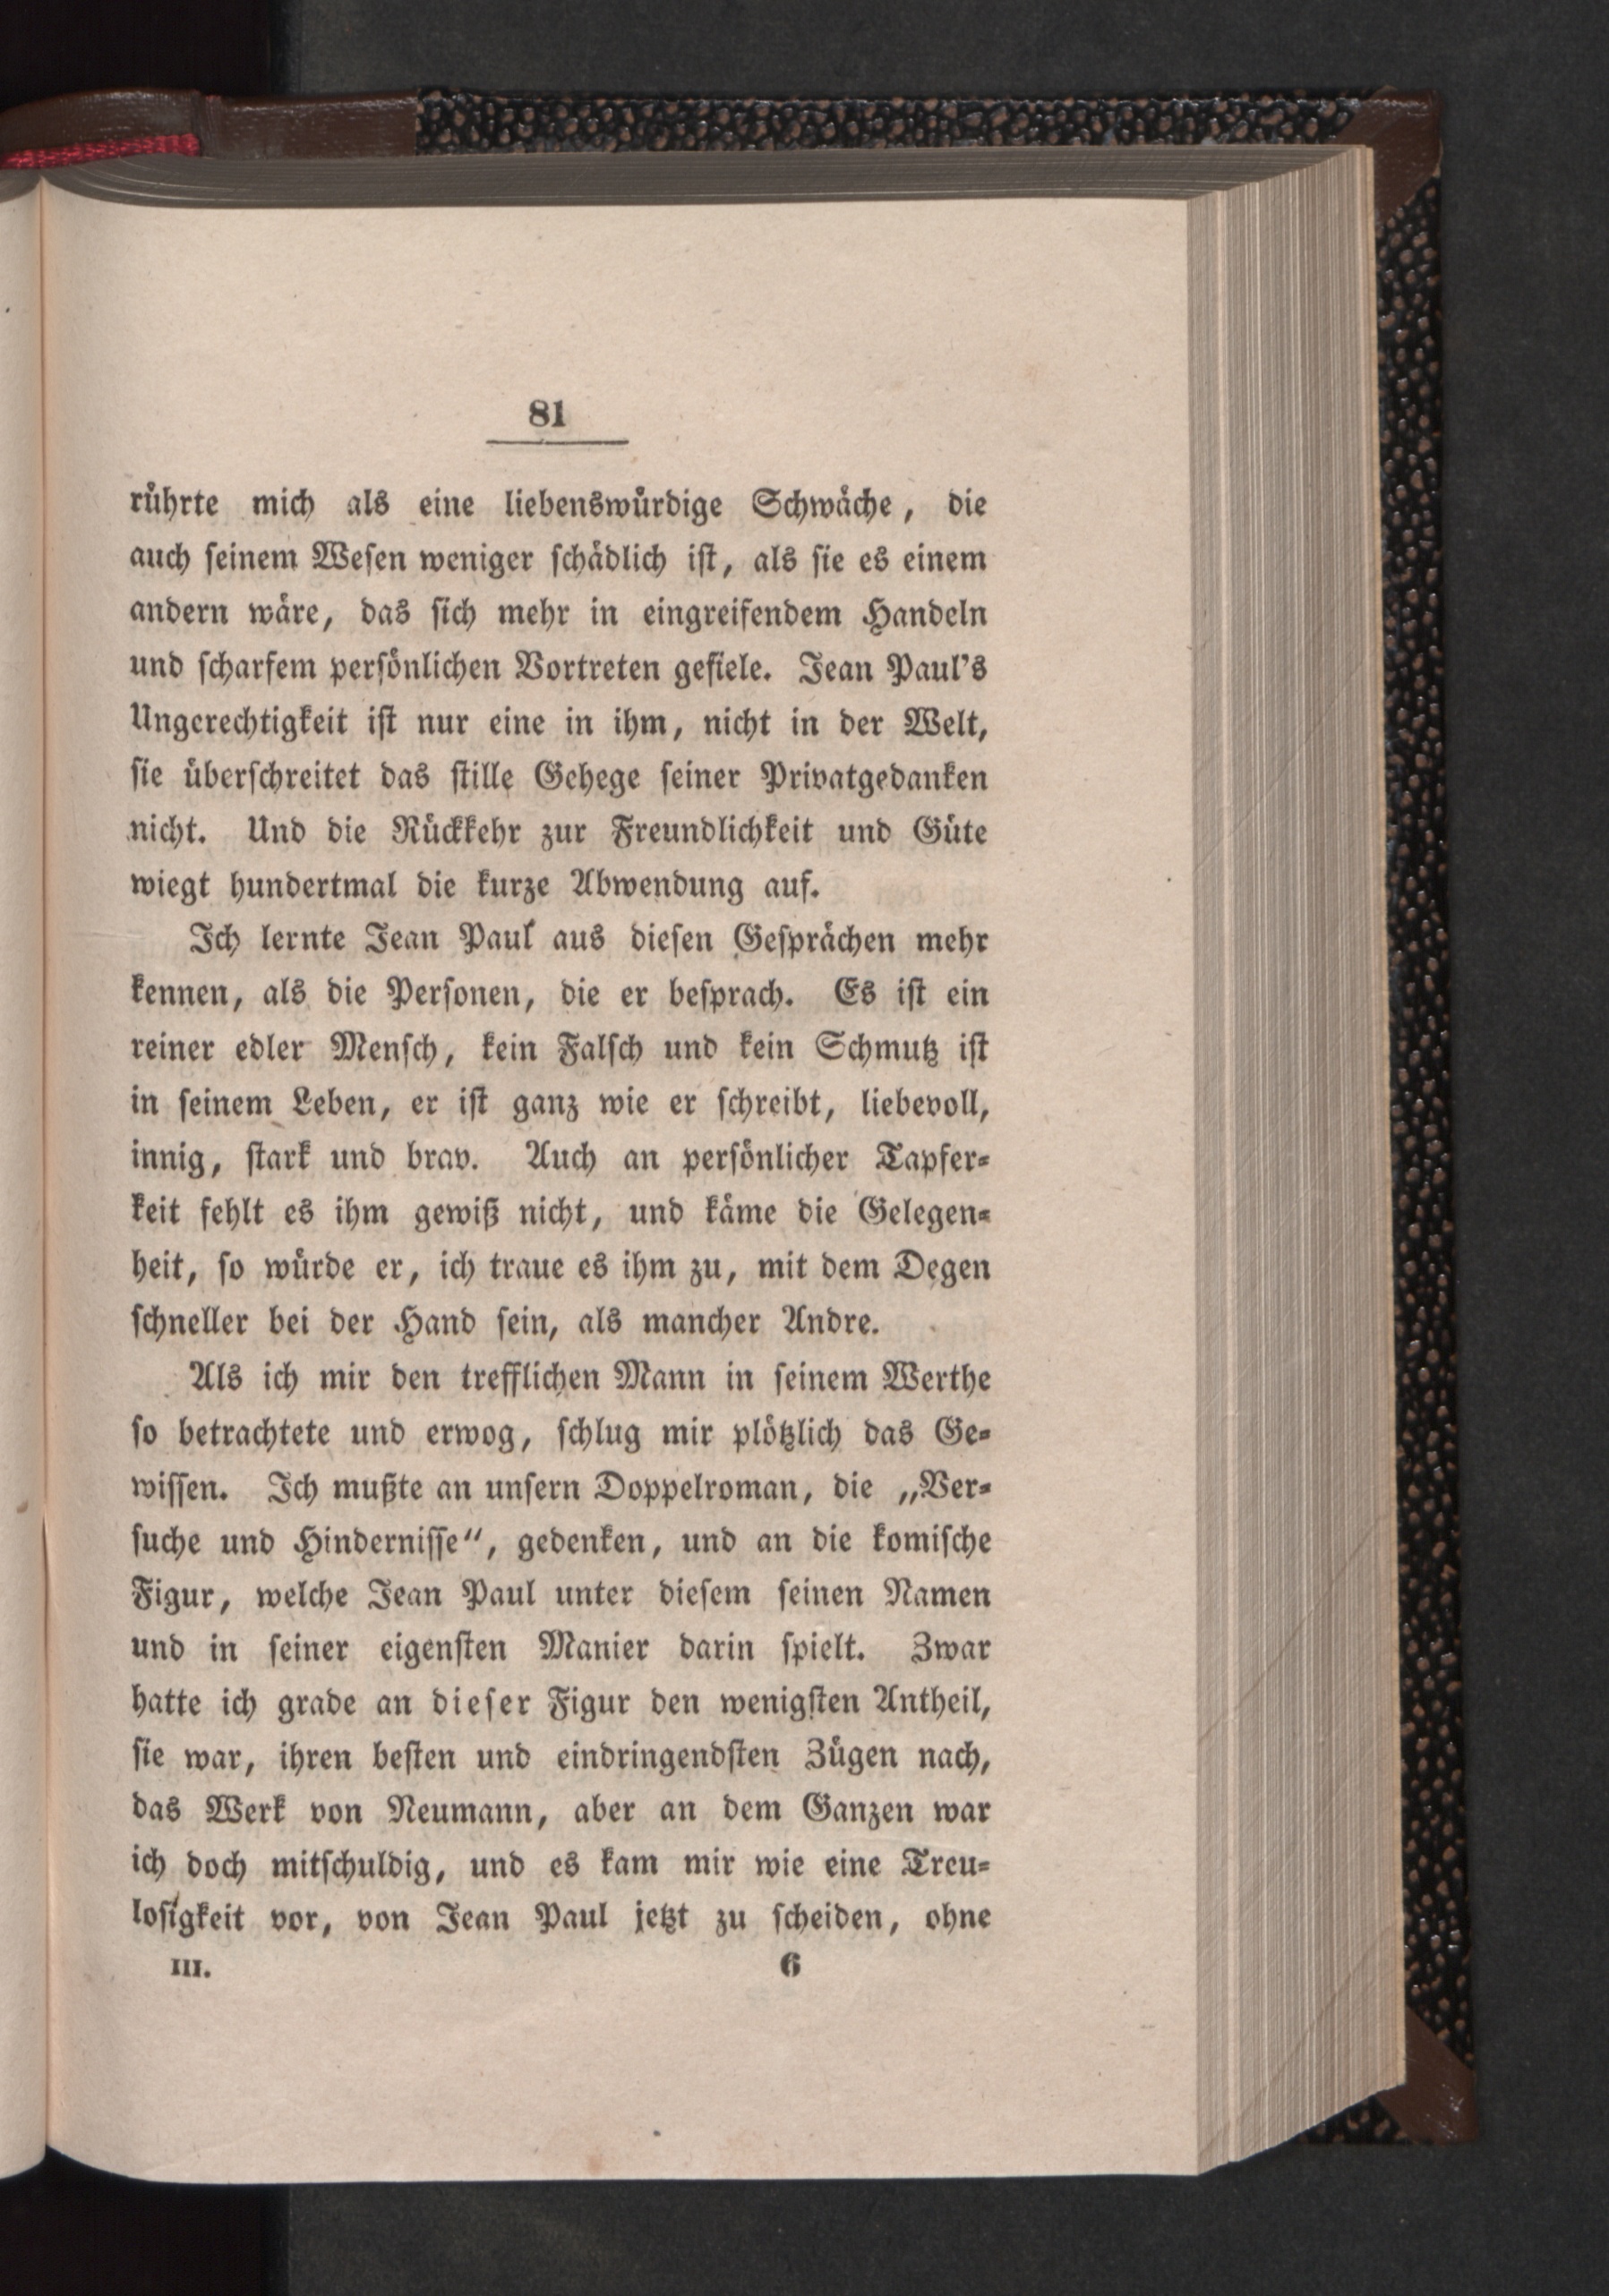 81
rührte mich als eine liebenswürdige Schwäche, die
auch seinem Wesen weniger schädlich ist, als sie es einem
andern wäre, das sich mehr in eingreifendem Handeln
und scharfem persönlichen Vortreten gefiele. Jean Paul's
Ungerechtigkeit ist nur eine in ihm, nicht in der Welt,
sie überschreitet das stille Gehege seiner Privatgedanken
nicht. Und die Rückkehr zur Freundlichkeit und Güte
wiegt hundertmal die kurze Abwendung auf.
Ich lernte Jean Paul aus diesen Gesprächen mehr
kennen, als die Personen, die er besprach. Es ist ein
reiner edler Mensch, kein Falsch und kein Schmutz ist
in seinem Leben, er ist ganz wie er schreibt, liebevoll,
innig, stark und brav. Auch an persönlicher Tapfer-
keit fehlt es ihm gewiß nicht, und käme die Gelegen-
heit, so würde er, ich traue es ihm zu, mit dem Degen
schneller bei der Hand sein, als mancher Andre.
Als ich mir den trefflichen Mann in seinem Werthe
so betrachtete und erwog, schlug mir plötzlich das Ge-
wissen. Ich mußte an unsern Doppelroman, die „Ver-
suche und Hindernisse“, gedenken, und an die komische
Figur, welche Jean Paul unter diesem seinen Namen
und in seiner eigensten Manier darin spielt. Zwar
hatte ich grade an dieser Figur den wenigsten Antheil,
sie war, ihren besten und eindringendsten Zügen nach,
das Werk von Neumann, aber an dem Ganzen war
ich doch mitschuldig, und es kam mir wie eine Treu-
losigkeit vor, von Jean Paul jetzt zu scheiden, ohne
III. 6